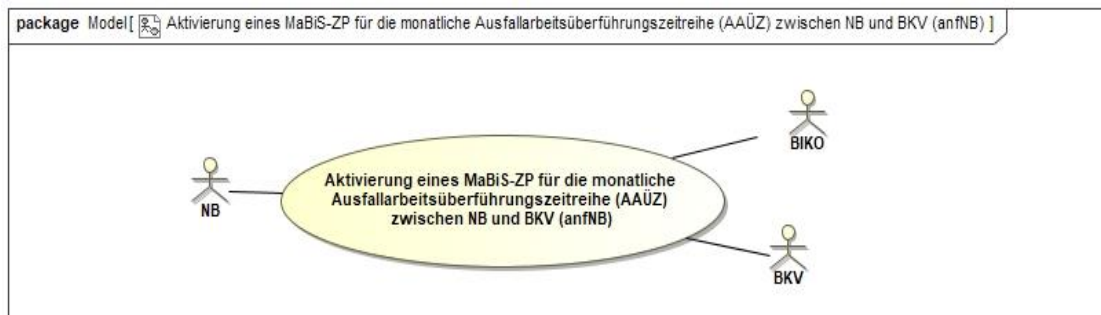 package Model[ Aktivierung eines MaBiS-ZP für die monatliche Ausfallarbeitsüberführungszeitreihe (AAÜZ) zwischen NB und BKV (anfNB) ]
BIKO
Aktivierung eines MaBiS-ZP für die monatliche
Ausfallarbeitsüberführungszeitreihe (AAÜZ)
zwischen NB und BKV (anfNB)
NB
BKV